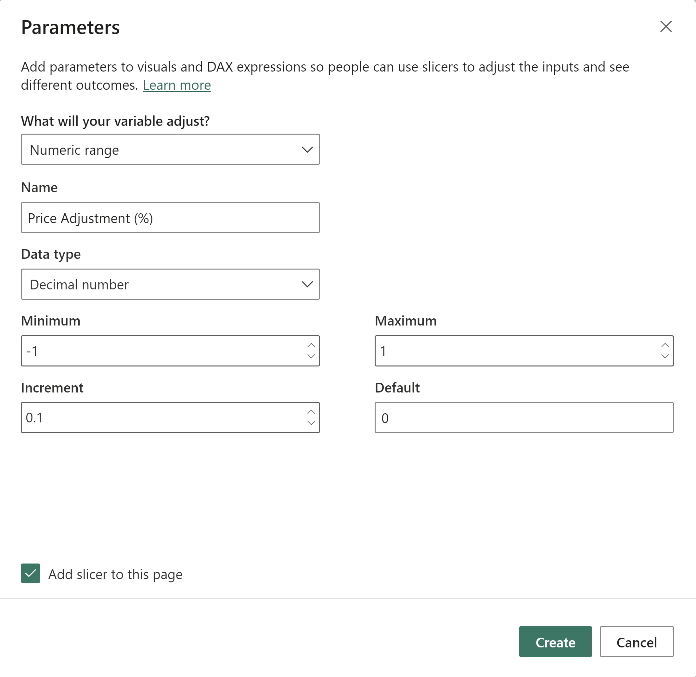 Parameters
Add parameters to visuals and DAX expressions so people can use slicers to adjust the inputs and see
different outcomes. Learn more
What will your variable adjust?
Numeric range
Name
Price Adjustment (%)
Data type
Decimal number
Minimum
Maximum
-1
1
Increment
Default
0.1
0
Add slicer to this page
Create
Cancel